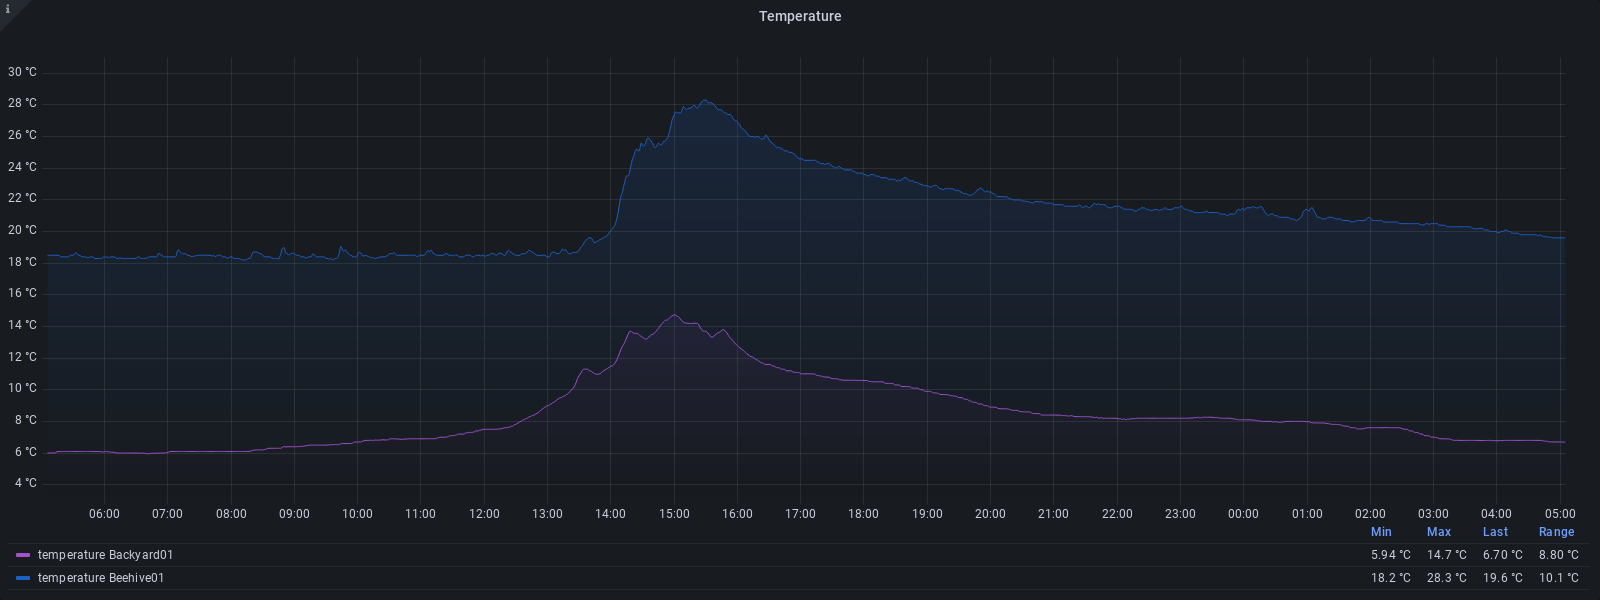 i
Temperature
30 °C
28 °C
26 °C
24 °C
22 °C
20 °C
18 °C
16 °C
14 °C
12 °C
10 °C
8 °C
6 °C
4 °C
06:00 07:00 08:00 09:00 10:00 11:00 12:00 13:00 14:00 15:00 16:00 17:00 18:00 19:00 20:00 21:00 22:00 23:00 00:00 01:00 02:00 03:00 04:00 05:00
Min Max Last Range
temperature Backyard01 5.94 °C 14.7 °C 6.70 °C 8.80 °C
temperature Beehive01 18.2 °C 28.3 °C 19.6 °C 10.1 °C